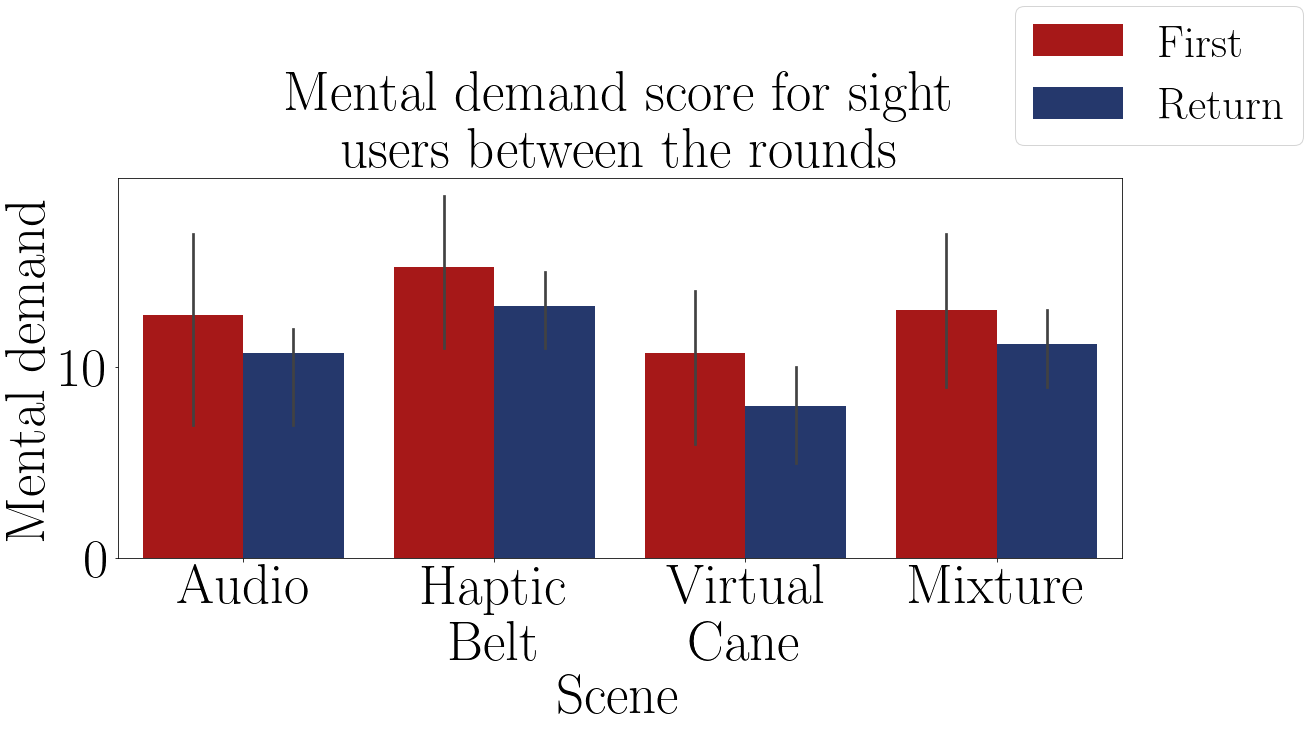 First
Return
Mental demand score for sight
users between the rounds
Mental demand
10
0
Audio
Haptic
Belt
Virtual
Cane
Mixture
Scene